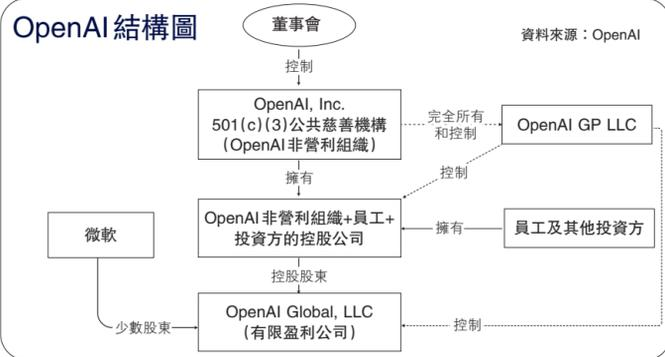 OpenAI結構圖
董事會
資料來源：OpenAI
控制
OpenAI, Inc.
501(c)(3)公共慈善機構
(OpenAI非營利組織)
完全所有
和控制
OpenAI GP LLC
擁有
控制
OpenAI非營利組織+員工+
投資方的控股公司
微軟
擁有
員工及其他投資方
控股股東
少數股東
OpenAI Global, LLC
(有限盈利公司)
控制